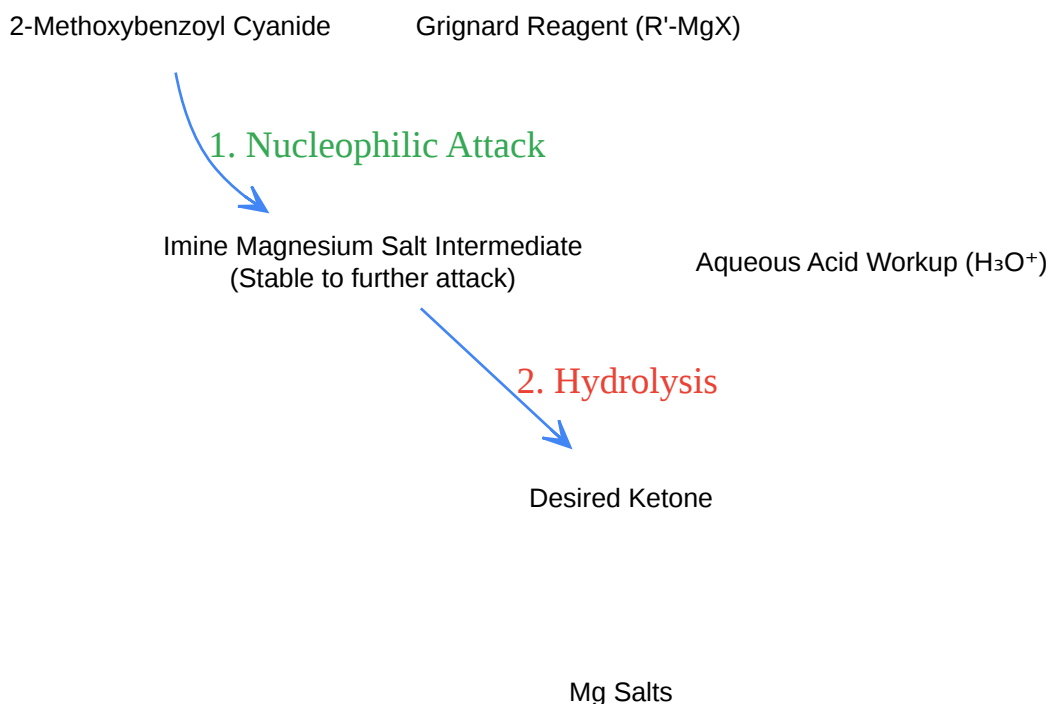 2-Methoxybenzoyl Cyanide
Grignard Reagent (R'-MgX)
1. Nucleophilic Attack
Imine Magnesium Salt Intermediate
(Stable to further attack)
Aqueous Acid Workup (H₃O⁺)
2. Hydrolysis
Desired Ketone
Mg Salts